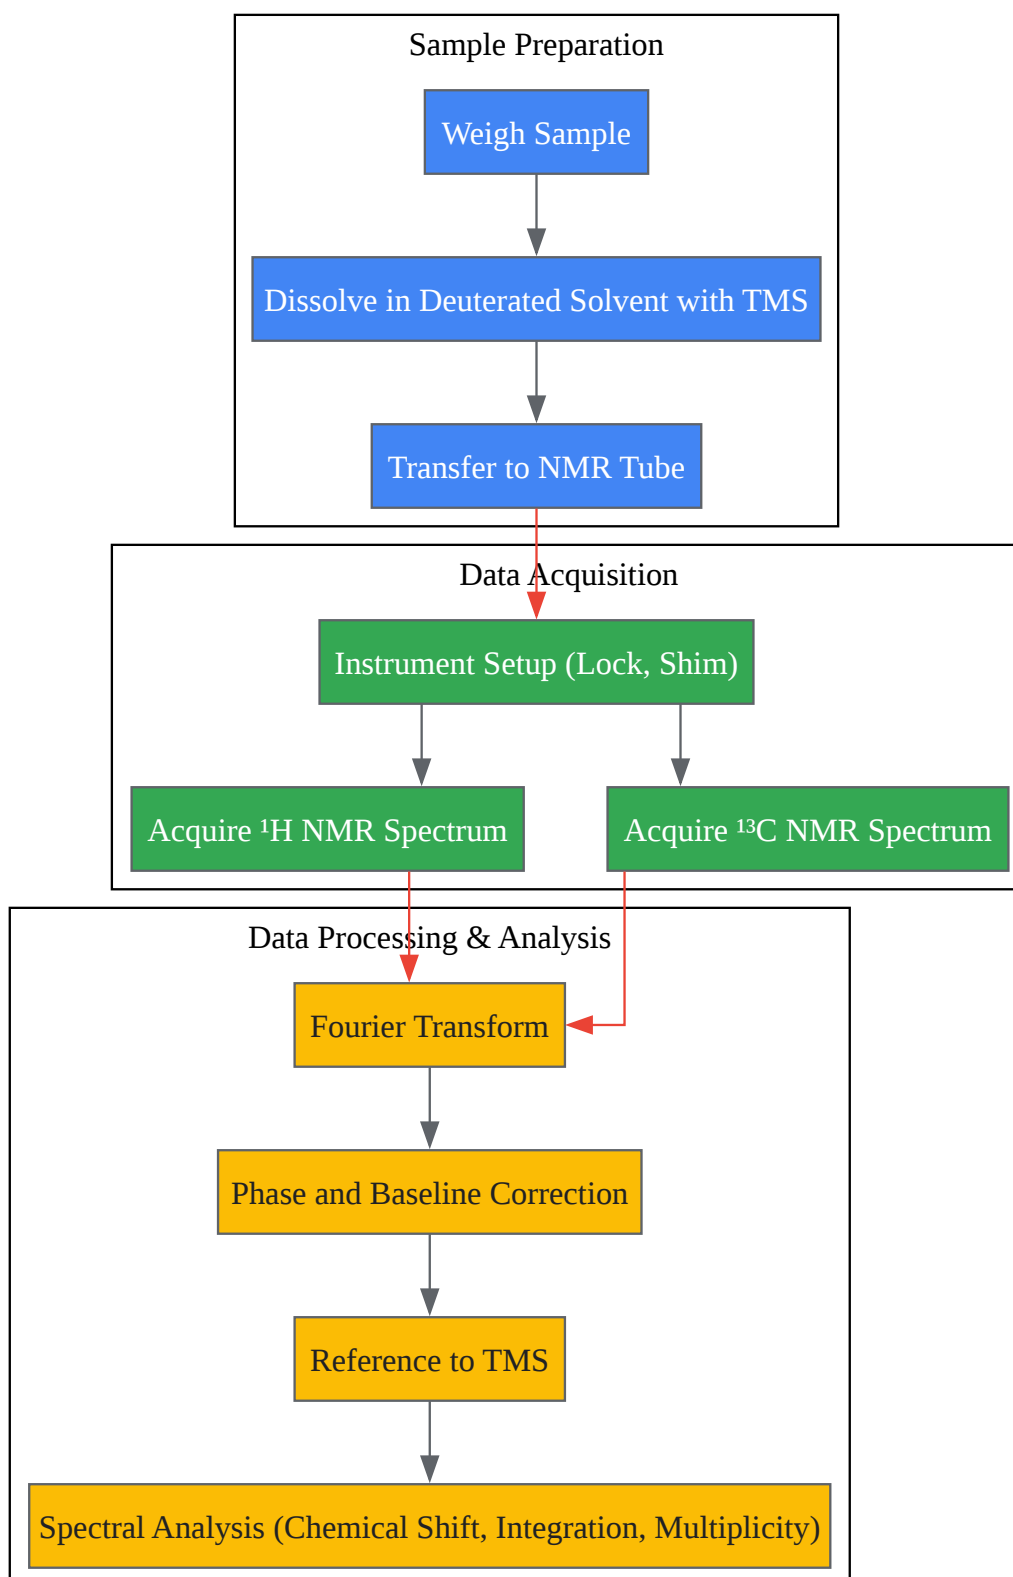 Sample Preparation
Weigh Sample
Dissolve in Deuterated Solvent with TMS
Transfer to NMR Tube
Data Acquisition
Instrument Setup (Lock, Shim)
Acquire ¹H NMR Spectrum
Acquire ¹³C NMR Spectrum
Data Processing & Analysis
Fourier Transform
Phase and Baseline Correction
Reference to TMS
Spectral Analysis (Chemical Shift, Integration, Multiplicity)